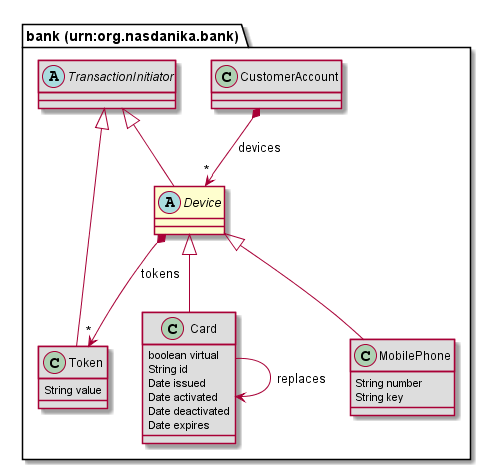 bank (urn:org.nasdanika.bank)
A TransactionInitiator
C CustomerAccount
devices
*
A Device
tokens
*
C Token
String value
C Card
boolean virtual
String id
Date issued
Date activated
Date deactivated
Date expires
replaces
C MobilePhone
String number
String key